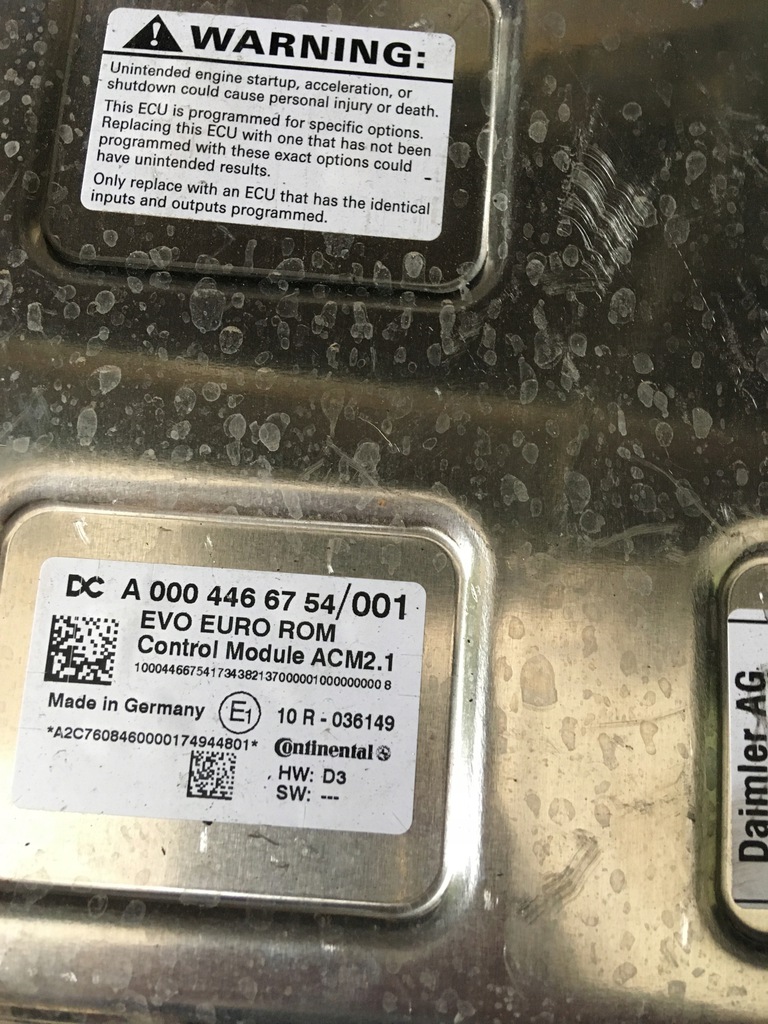 WARNING:
Unintended engine startup, acceleration, or
shutdown could cause personal injury or death.
This ECU is programmed for specific options.
Replacing this ECU with one that has not been
programmed with these exact options could
have unintended results.
Only replace with an ECU that has the identical
inputs and outputs programmed.
DC A 000 446 67 54/001
EVO EURO ROM
Control Module ACM2.1
10004466754173438213700000100000000 8
Made in Germany E1 10 R - 036149
*A2C7608460000174944801* Continental
HW: D3
SW: ---
Daimler AG